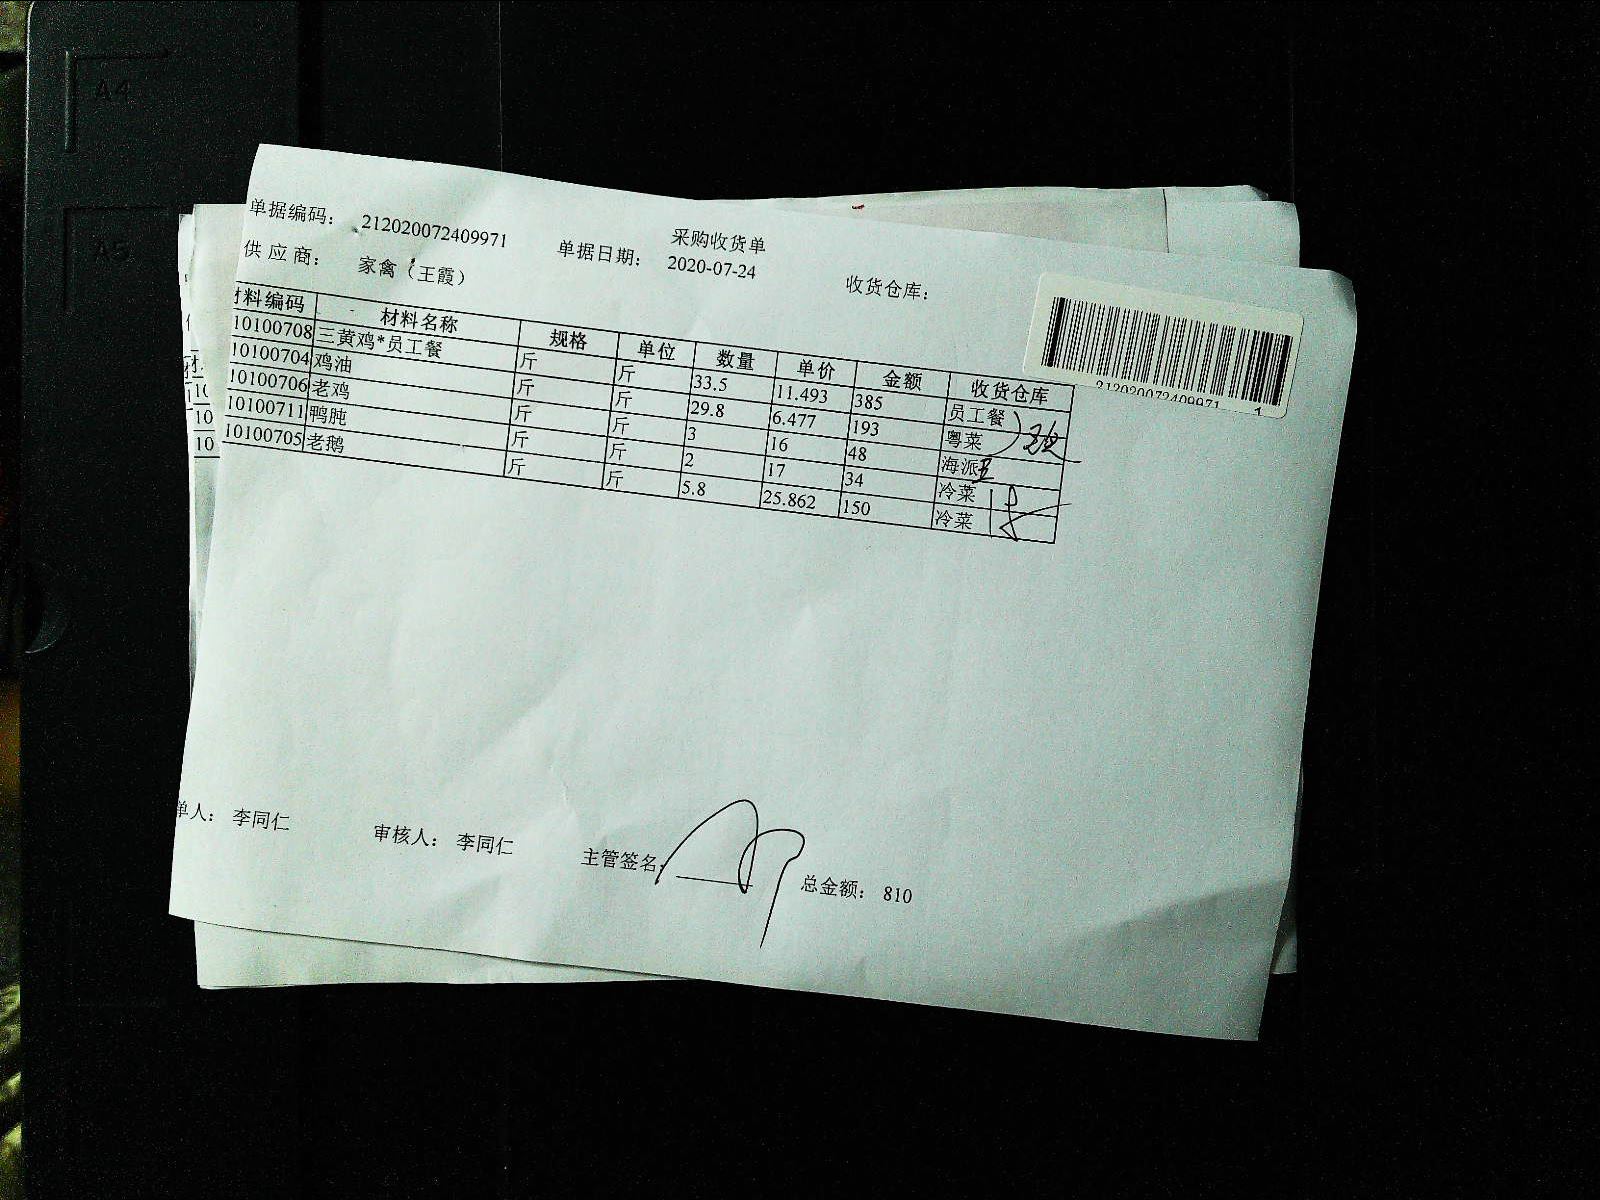 A4
A5
采购收货单
单据编码： 212020072409971 单据日期： 2020-07-24 收货仓库：
供 应 商： 家禽（王霞）
212020072409971 1
材料编码 材料名称 规格 单位 数量 单价 金额 收货仓库
10100708 三黄鸡*员工餐 斤 斤 33.5 11.493 385 员工餐
10100704 鸡油 斤 斤 29.8 6.477 193 粤菜
10100706 老鸡 斤 斤 3 16 48 海派
10100711 鸭肫 斤 斤 2 17 34 冷菜
10100705 老鹅 斤 斤 5.8 25.862 150 冷菜
10
10
10
单人： 李同仁 审核人： 李同仁 主管签名: 总金额： 810